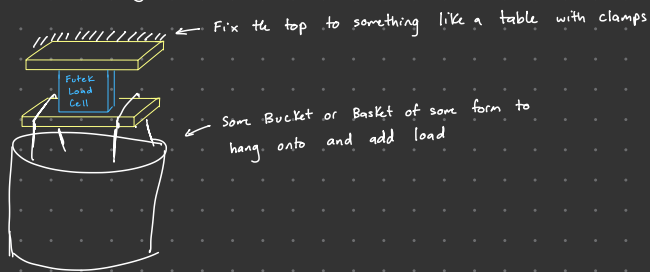 Fix the top to something like a table with clamps
Futek
Load
Cell
Some Bucket or Basket of some form to
hang onto and add load